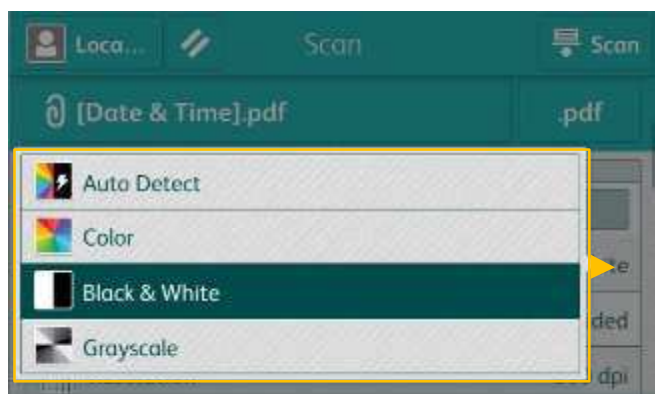 Loca... Scan Scan
[Date & Time].pdf .pdf
Auto Detect
Color
Black & White
Grayscale
dpi